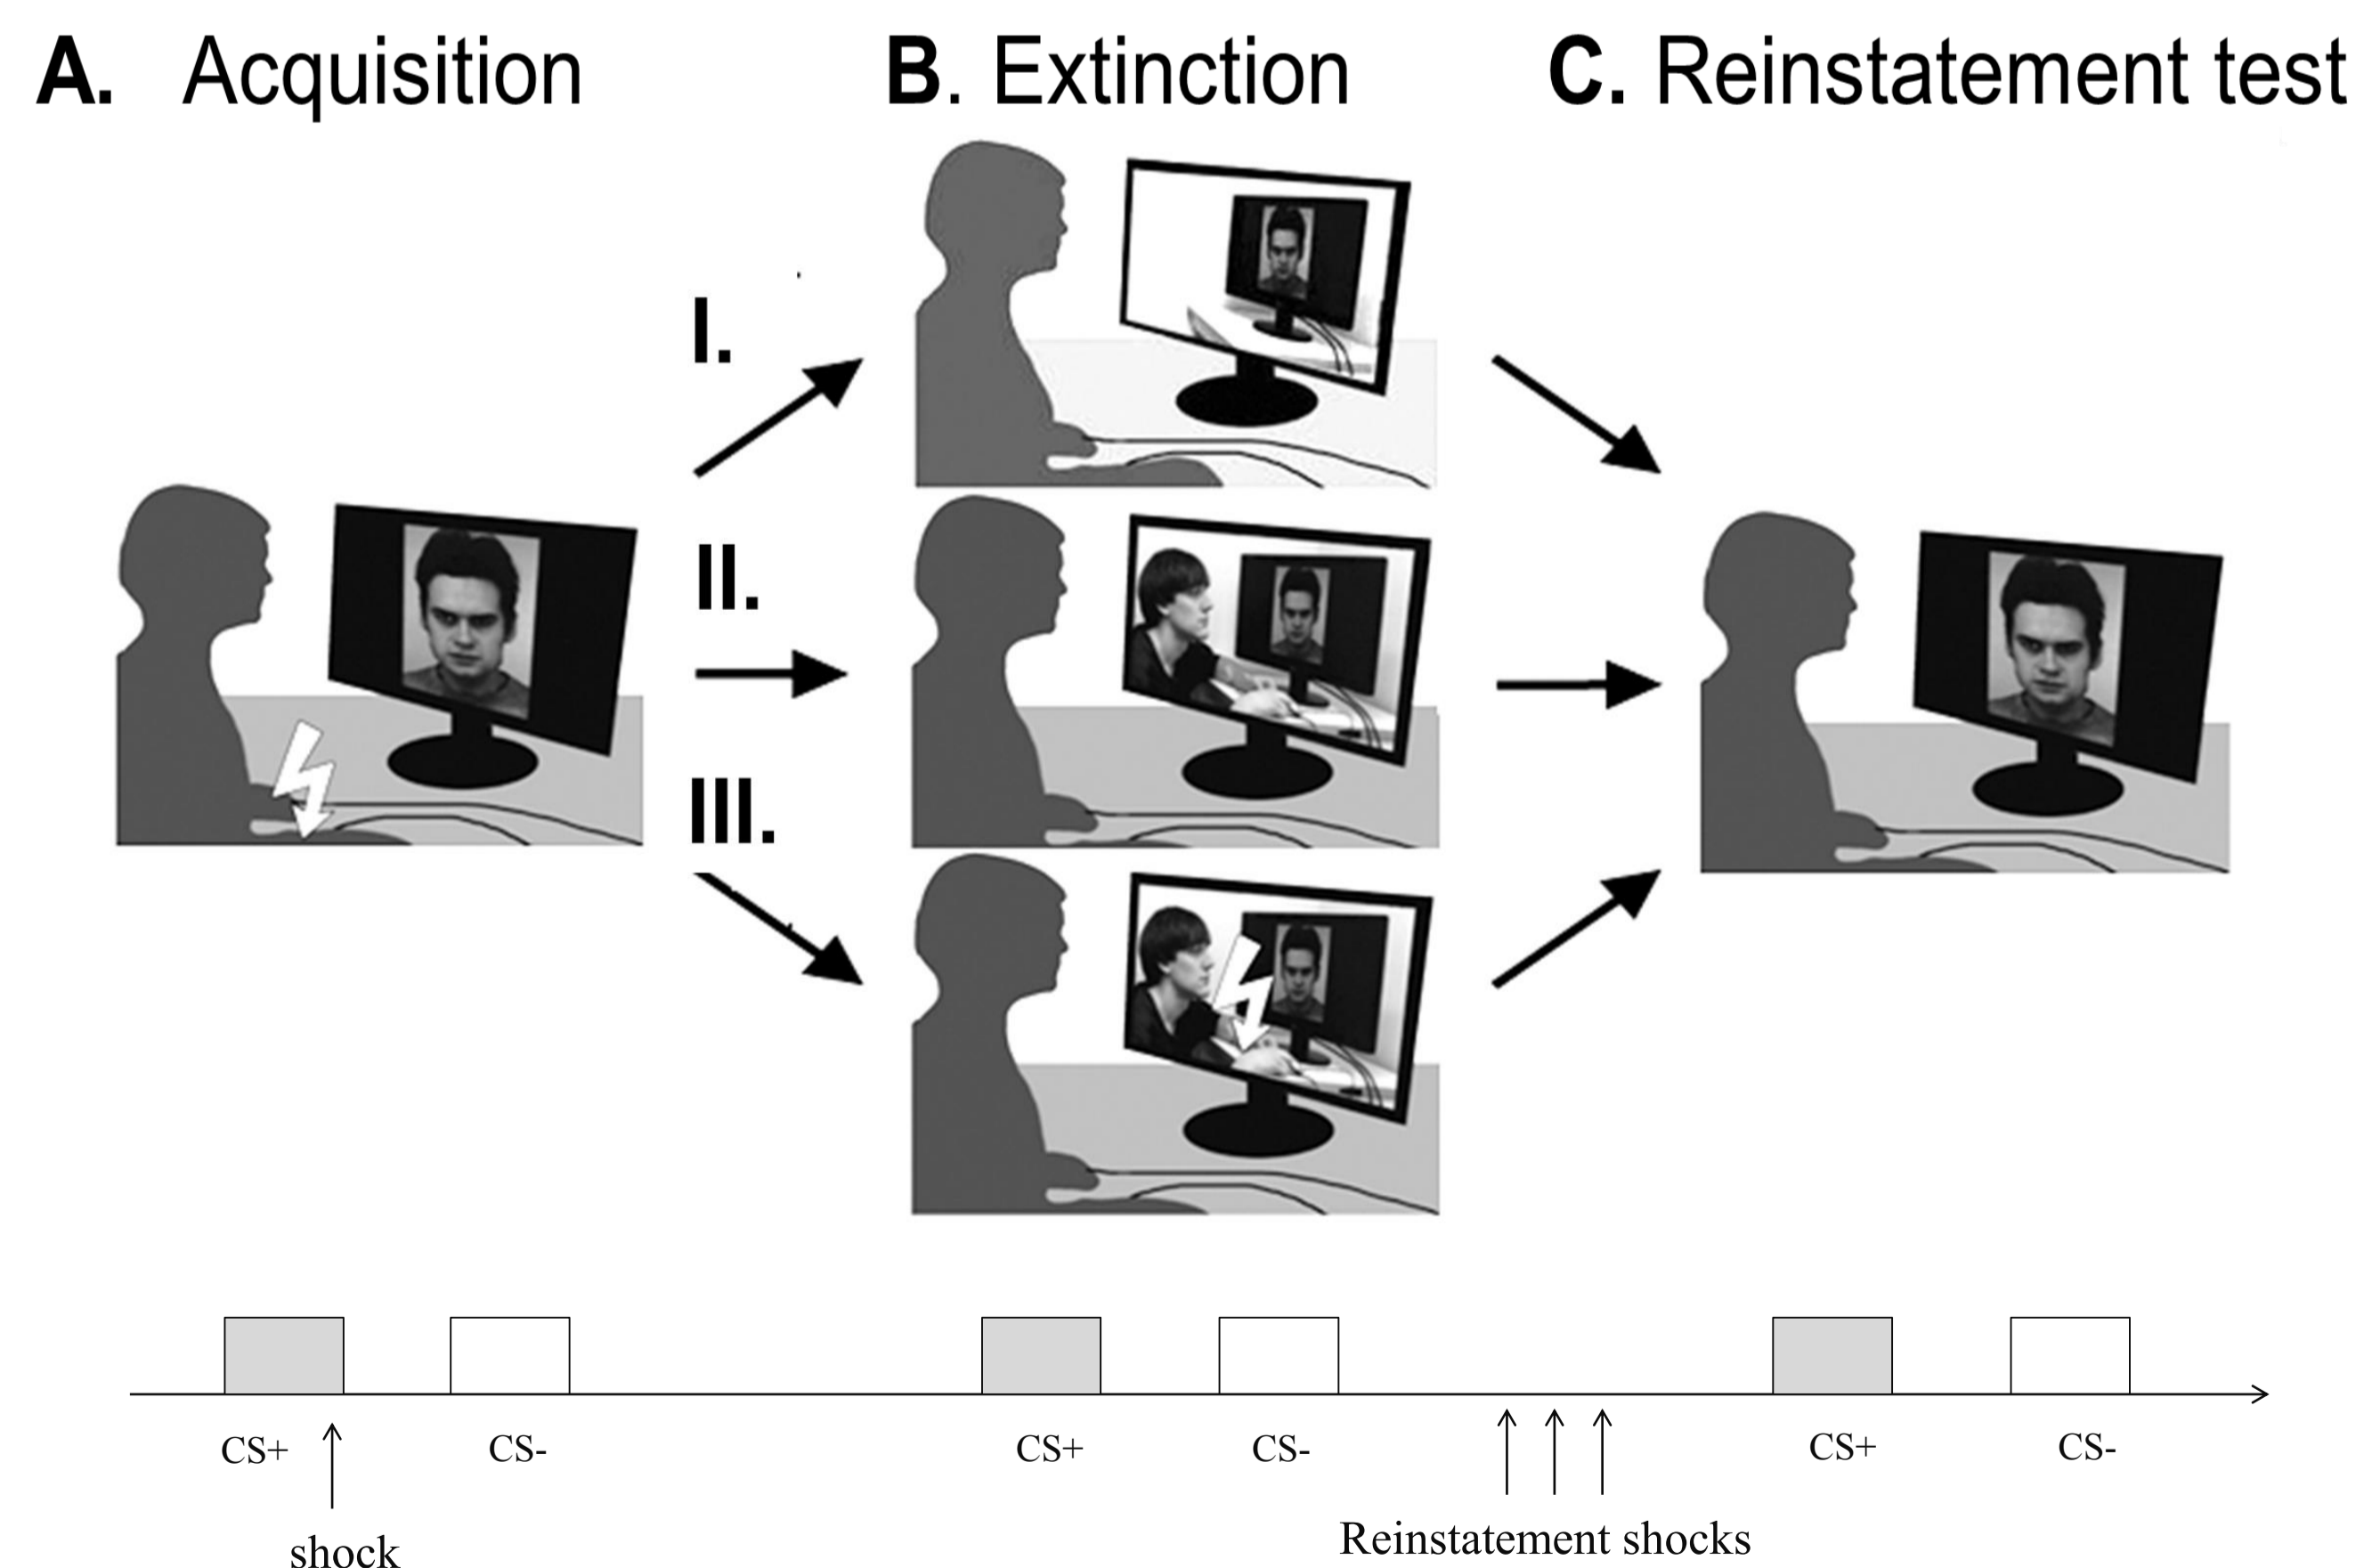 A. Acquisition
B. Extinction
C. Reinstatement test
I.
II.
III.
CS+
CS-
CS+
CS-
CS+
CS-
shock
Reinstatement shocks